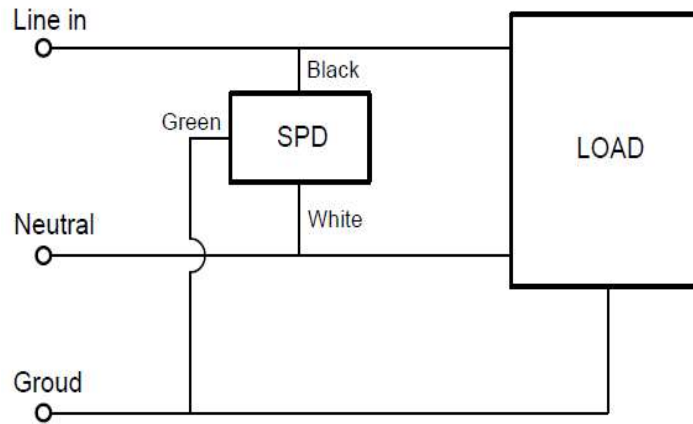 Line in
Black
Green
SPD
LOAD
White
Neutral
Groud